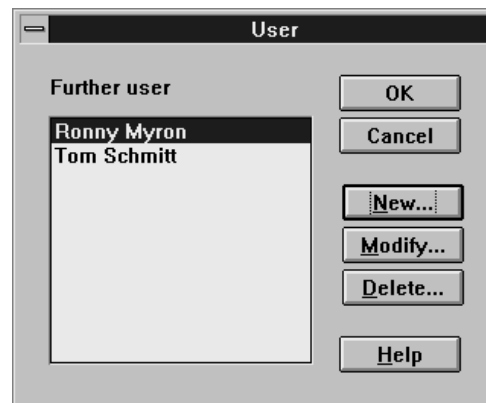 User
Further user
Ronny Myron
Tom Schmitt
OK
Cancel
New...
Modify...
Delete...
Help